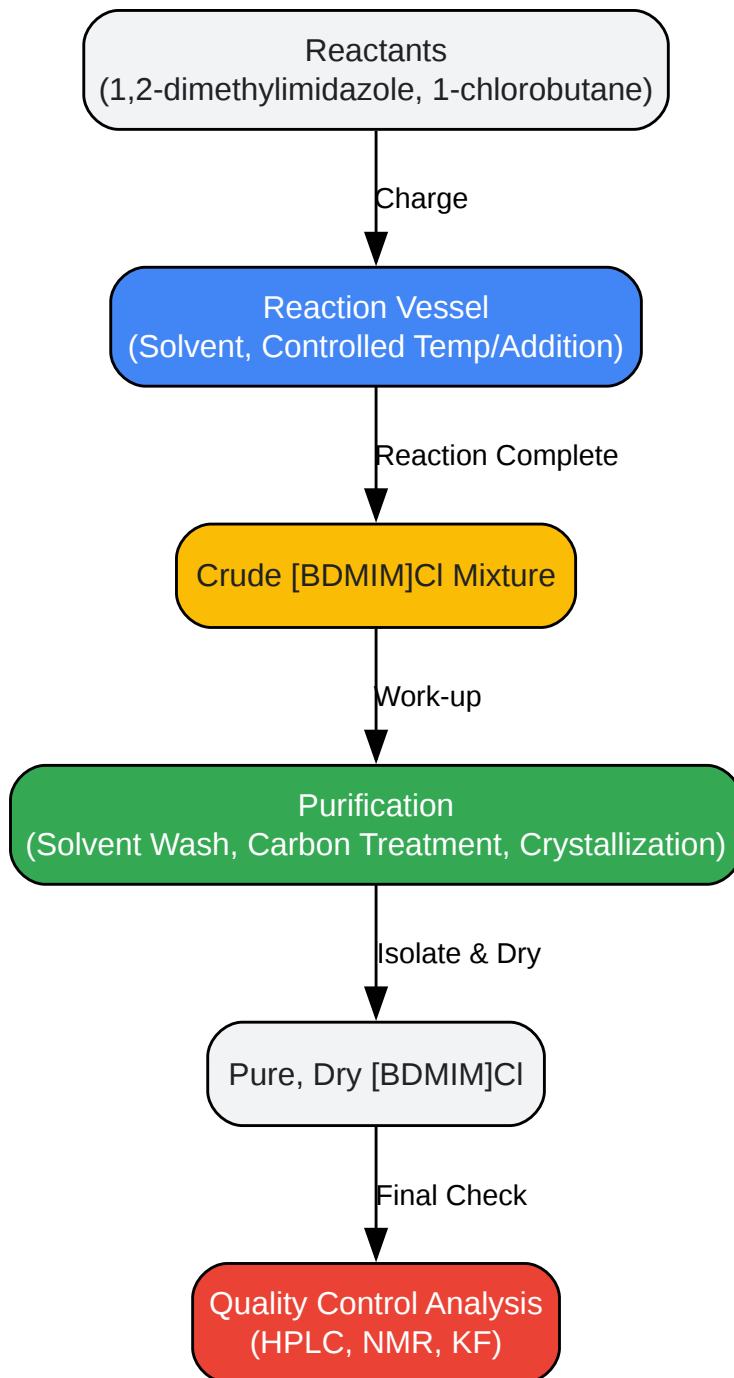 Reactants
(1,2-dimethylimidazole, 1-chlorobutane)
Charge
Reaction Vessel
(Solvent, Controlled Temp/Addition)
Reaction Complete
Crude [BDMIM]Cl Mixture
Work-up
Purification
(Solvent Wash, Carbon Treatment, Crystallization)
Isolate & Dry
Pure, Dry [BDMIM]Cl
Final Check
Quality Control Analysis
(HPLC, NMR, KF)